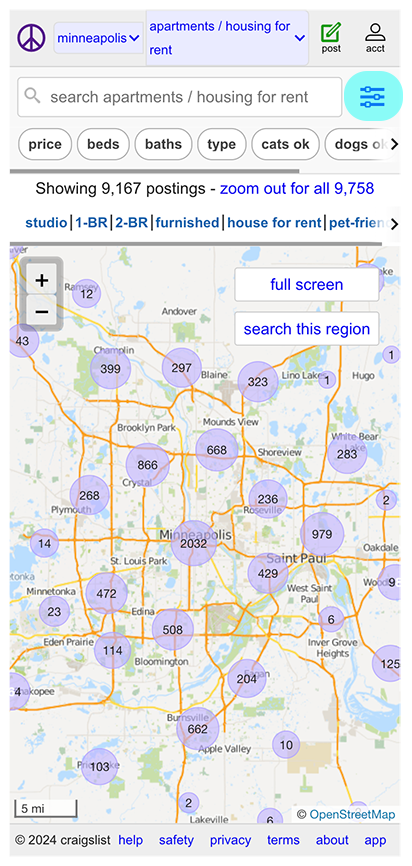 minneapolis
apartments / housing for
rent
post
acct
search apartments / housing for rent
price
beds
baths
type
cats ok
dogs ok
Showing 9,167 postings - zoom out for all 9,758
studio | 1-BR | 2-BR | furnished | house for rent | pet-frien
+
−
full screen
search this region
Ramsey
12
Andover
43
Champlin
399
297
Blaine
323
Lino Lake
1
Hugo
1
Brooklyn Park
Mounds View
668
Shoreview
White Bear
Lake
283
866
Crystal
268
Plymouth
236
Roseville
2
14
Minneapolis
2032
979
Oakdale
St. Louis Park
Saint Paul
429
Minnetonka
472
West Saint
Paul
Wood
9
23
Edina
508
6
Eden Prairie
114
Bloomington
Inver Grove
Heights
125
204
4
akopee
Burnsville
662
Apple Valley
10
103
2
Lakeville
6
5 mi
© OpenStreetMap
© 2024 craigslist help safety privacy terms about app